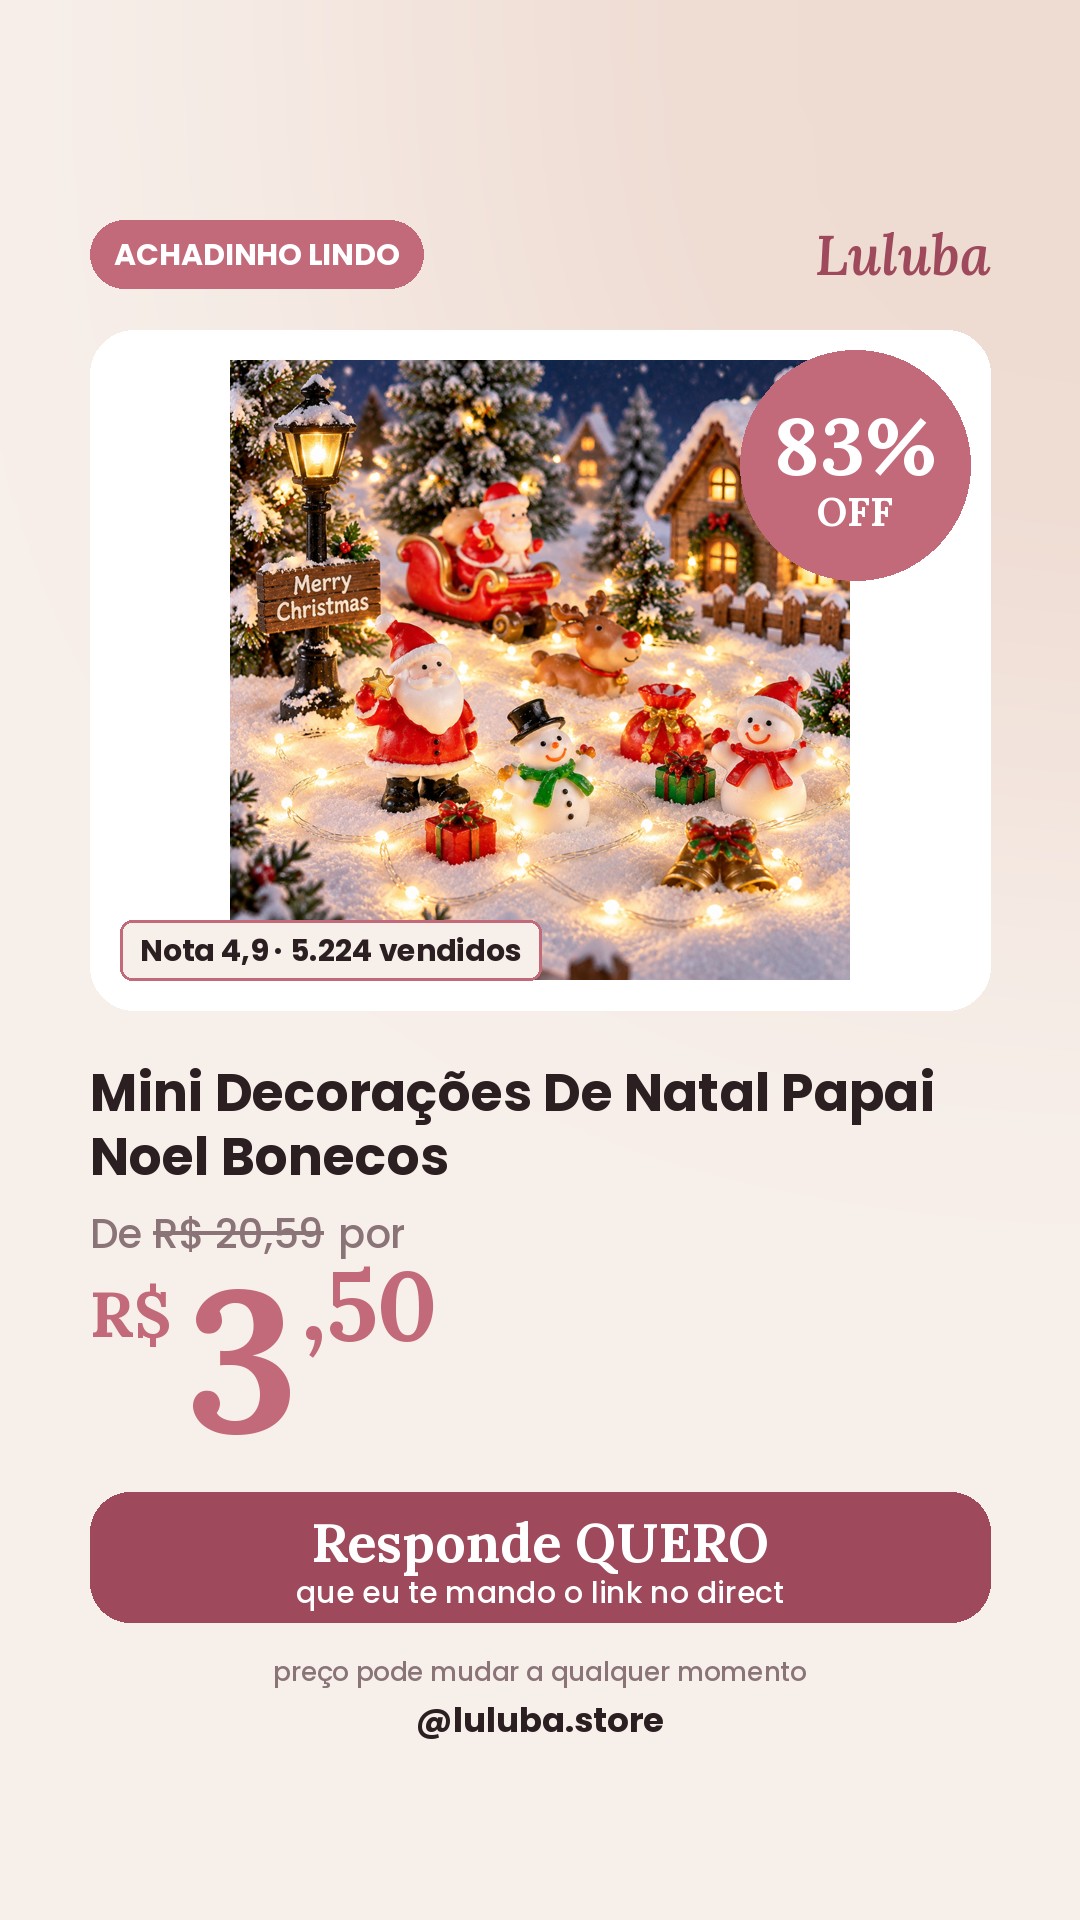 ACHADINHO LINDO
Luluba
83%
OFF
Merry
Christmas
Nota 4,9 · 5.224 vendidos
Mini Decorações De Natal Papai
Noel Bonecos
De R$ 20,59 por
R$ 3,50
Responde QUERO
que eu te mando o link no direct
preço pode mudar a qualquer momento
@luluba.store